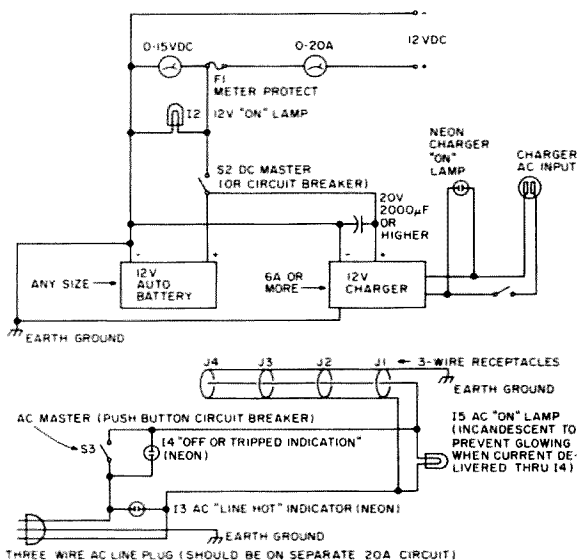 -
0-15VDC
0-20A
12VDC
+
F1
METER PROTECT
I2 12V "ON" LAMP
S2 DC MASTER
(OR CIRCUIT BREAKER)
NEON
CHARGER
"ON"
LAMP
CHARGER
AC INPUT
20V
2000µF
OR
HIGHER
- +
- +
ANY SIZE
12V
AUTO
BATTERY
6A OR
MORE
12V
CHARGER
EARTH GROUND
J4 J3 J2 J1
3-WIRE RECEPTACLES
EARTH GROUND
AC MASTER (PUSH BUTTON CIRCUIT BREAKER)
S3
I4 "OFF OR TRIPPED INDICATION"
(NEON)
I5 AC "ON" LAMP
(INCANDESCENT TO
PREVENT GLOWING
WHEN CURRENT DE-
LIVERED THRU I4)
I3 AC "LINE HOT" INDICATOR (NEON)
EARTH GROUND
THREE WIRE AC LINE PLUG (SHOULD BE ON SEPARATE 20A CIRCUIT)